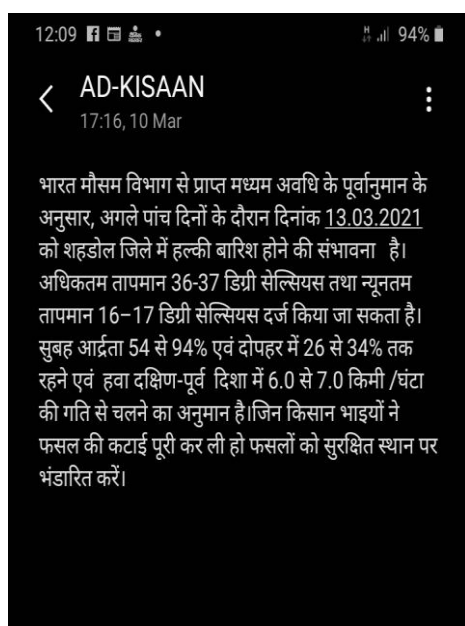 12:09 94%
AD-KISAAN
17:16, 10 Mar
भारत मौसम विभाग से प्राप्त मध्यम अवधि के पूर्वानुमान के
अनुसार, अगले पांच दिनों के दौरान दिनांक 13.03.2021
को शहडोल जिले में हल्की बारिश होने की संभावना है।
अधिकतम तापमान 36-37 डिग्री सेल्सियस तथा न्यूनतम
तापमान 16–17 डिग्री सेल्सियस दर्ज किया जा सकता है।
सुबह आर्द्रता 54 से 94% एवं दोपहर में 26 से 34% तक
रहने एवं हवा दक्षिण-पूर्व दिशा में 6.0 से 7.0 किमी /घंटा
की गति से चलने का अनुमान है।जिन किसान भाइयों ने
फसल की कटाई पूरी कर ली हो फसलों को सुरक्षित स्थान पर
भंडारित करें।